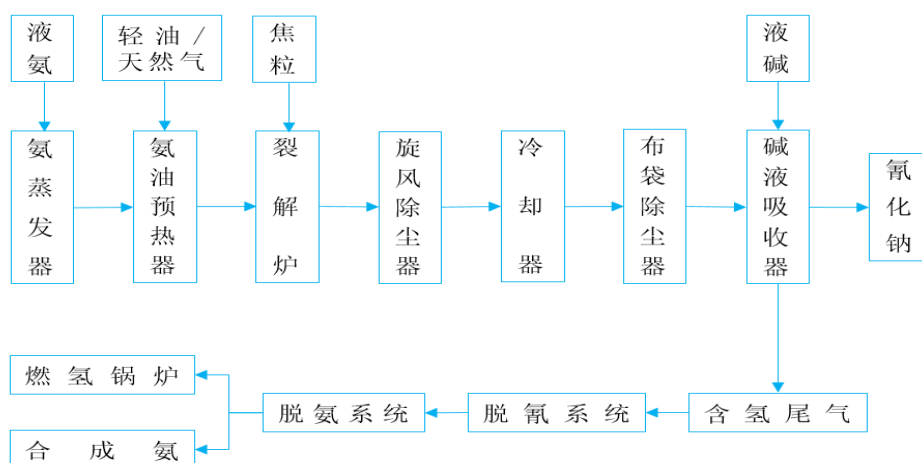 液氨
轻油/
天然气
焦粒
液碱
氨蒸发器
氨油预热器
裂解炉
旋风除尘器
冷却器
布袋除尘器
碱液吸收器
氰化钠
燃氢锅炉
合成氨
脱氨系统
脱氰系统
含氢尾气